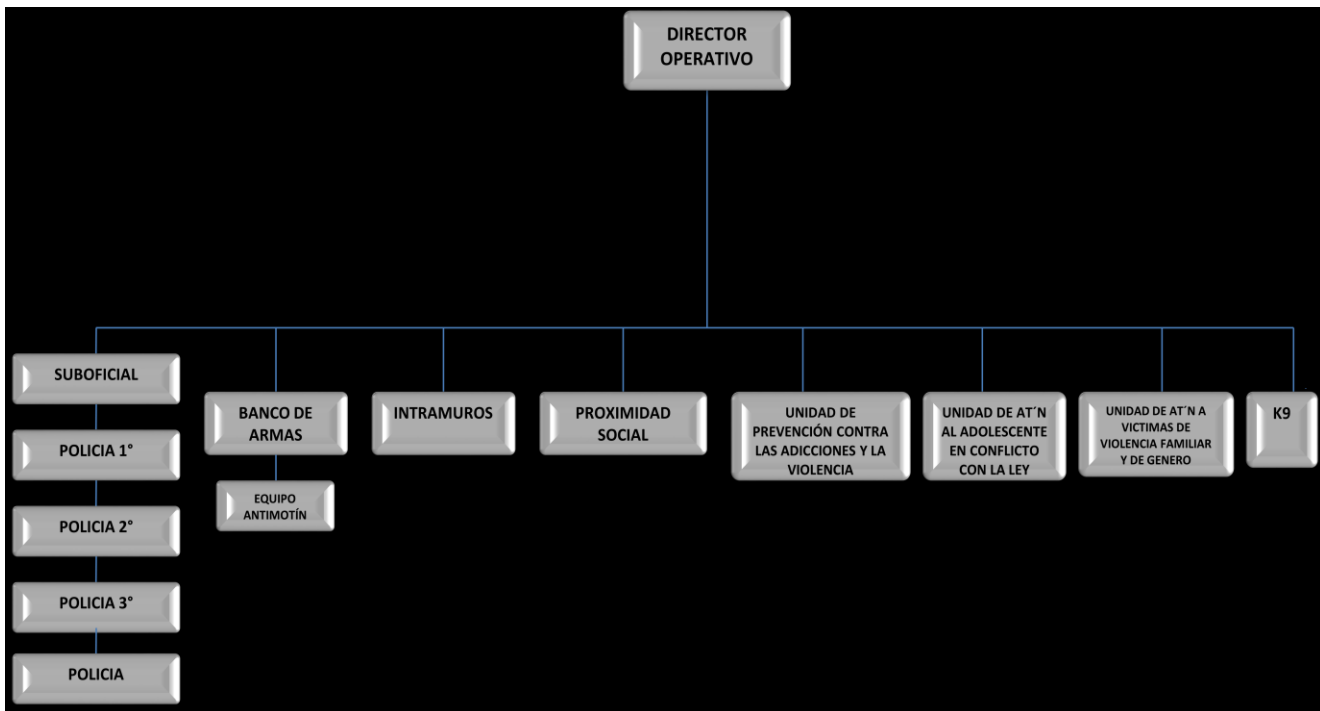 DIRECTOR
OPERATIVO
SUBOFICIAL
POLICIA 1°
POLICIA 2°
POLICIA 3°
POLICIA
BANCO DE
ARMAS
EQUIPO
ANTIMOTÍN
INTRAMUROS
PROXIMIDAD
SOCIAL
UNIDAD DE
PREVENCIÓN CONTRA
LAS ADICCIONES Y LA
VIOLENCIA
UNIDAD DE AT´N
AL ADOLESCENTE
EN CONFLICTO
CON LA LEY
UNIDAD DE AT´N A
VICTIMAS DE
VIOLENCIA FAMILIAR
Y DE GENERO
K9